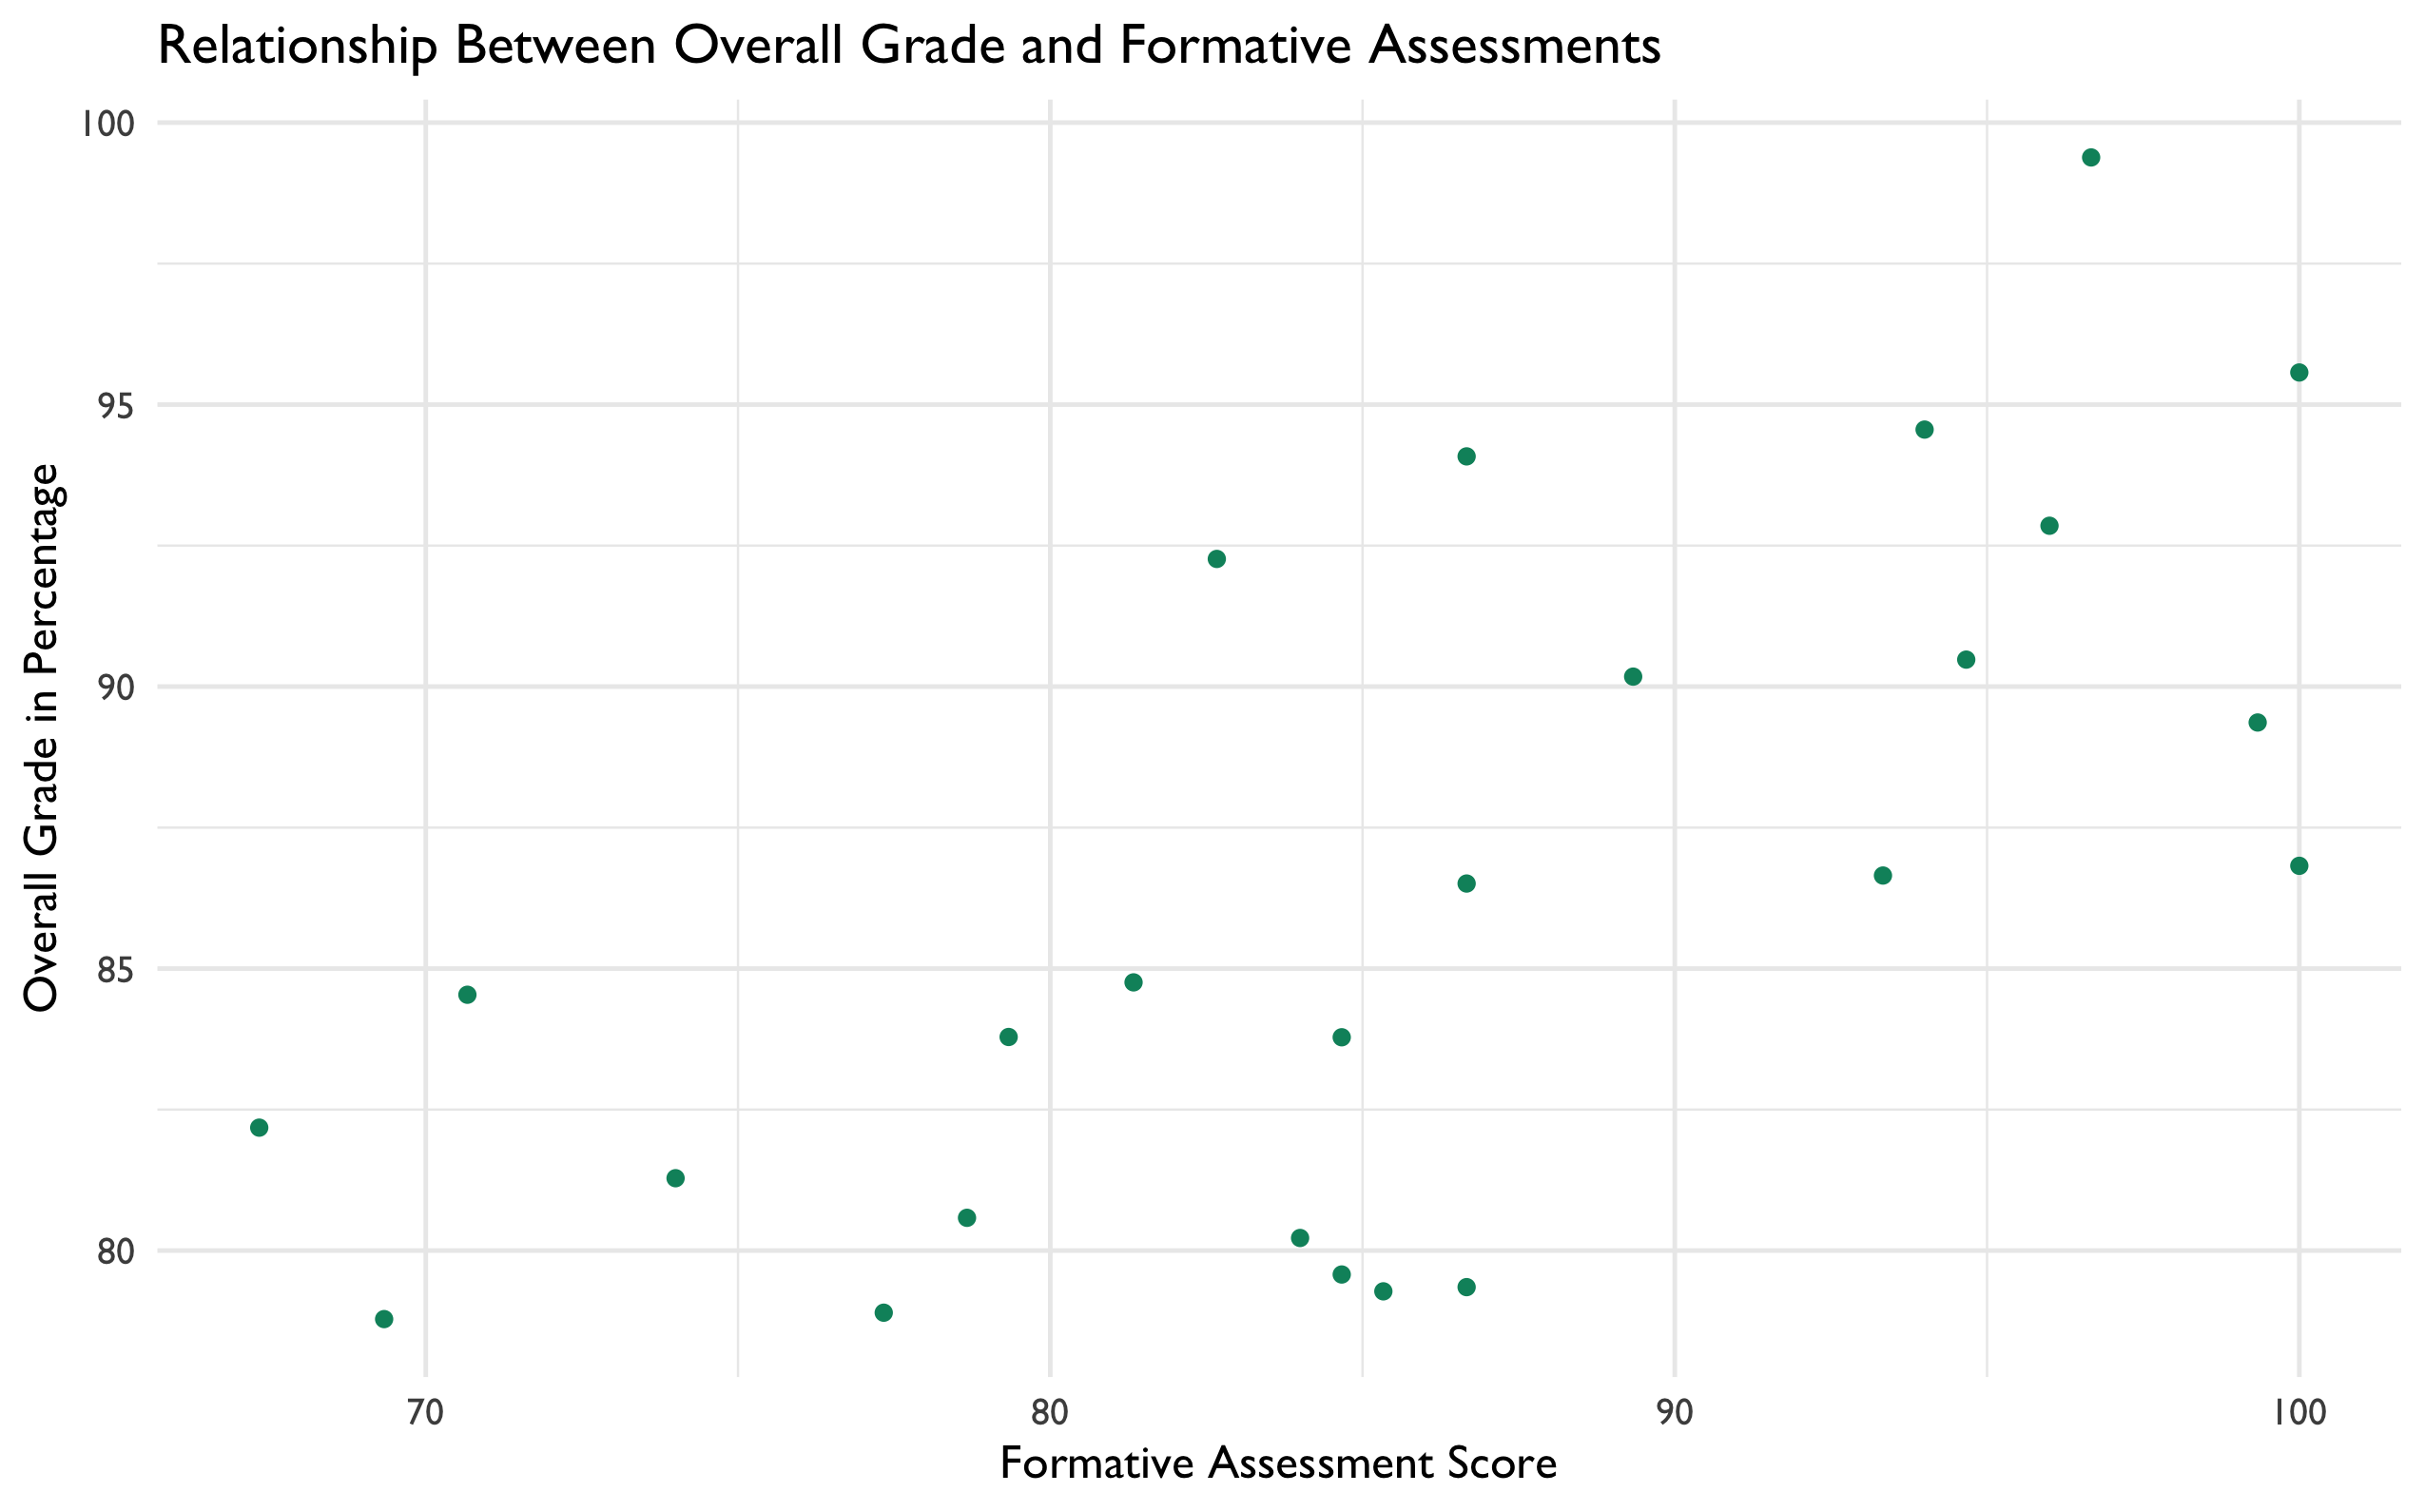 Relationship Between Overall Grade and Formative Assessments
100
95
90
85
80
Overall Grade in Percentage
70 80 90 100
Formative Assessment Score